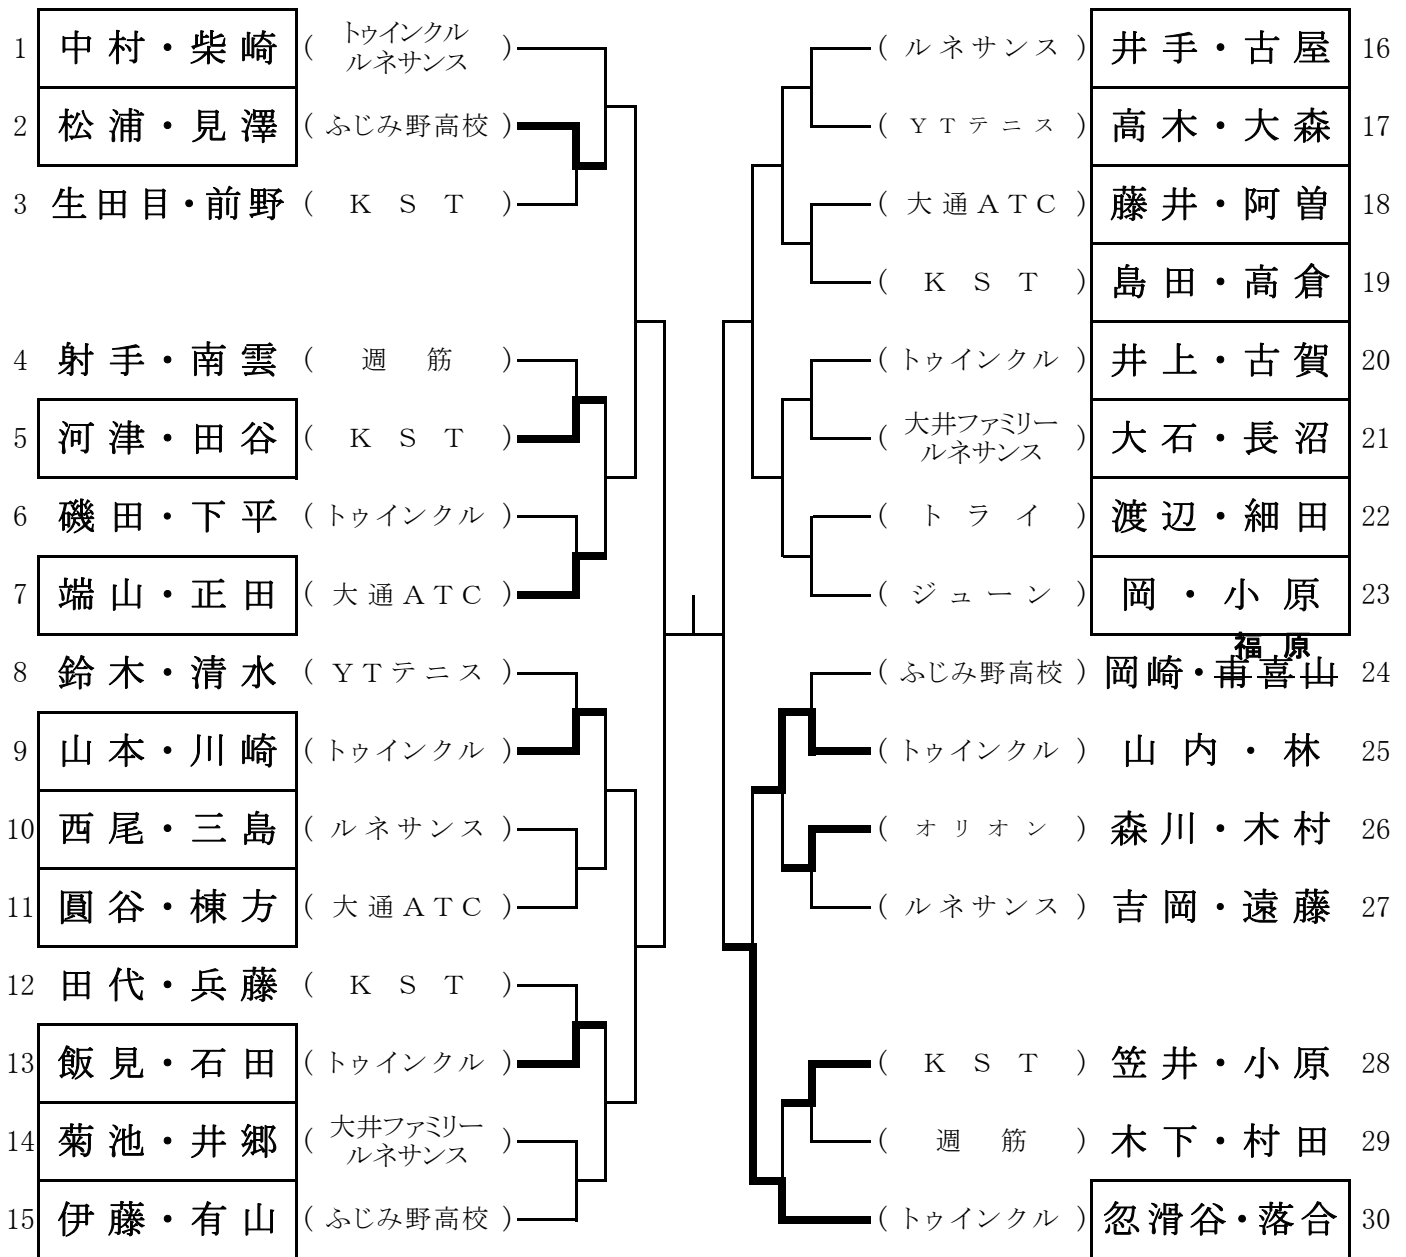 1 中村・柴崎 (トゥインクル ルネサンス)
2 松浦・見澤 (ふじみ野高校)
3 生田目・前野 (KST)
4 射手・南雲 (週筋)
5 河津・田谷 (KST)
6 磯田・下平 (トゥインクル)
7 端山・正田 (大通ATC)
8 鈴木・清水 (YTテニス)
9 山本・川崎 (トゥインクル)
10 西尾・三島 (ルネサンス)
11 圓谷・棟方 (大通ATC)
12 田代・兵藤 (KST)
13 飯見・石田 (トゥインクル)
14 菊池・井郷 (大井ファミリー ルネサンス)
15 伊藤・有山 (ふじみ野高校)
(ルネサンス) 井手・古屋 16
(YTテニス) 高木・大森 17
(大通ATC) 藤井・阿曽 18
(KST) 島田・高倉 19
(トゥインクル) 井上・古賀 20
(大井ファミリー ルネサンス) 大石・長沼 21
(トライ) 渡辺・細田 22
(ジューン) 岡・小原 23
福原
(ふじみ野高校) 岡崎・甫喜山 24
(トゥインクル) 山内・林 25
(オリオン) 森川・木村 26
(ルネサンス) 吉岡・遠藤 27
(KST) 笠井・小原 28
(週筋) 木下・村田 29
(トゥインクル) 忽滑谷・落合 30